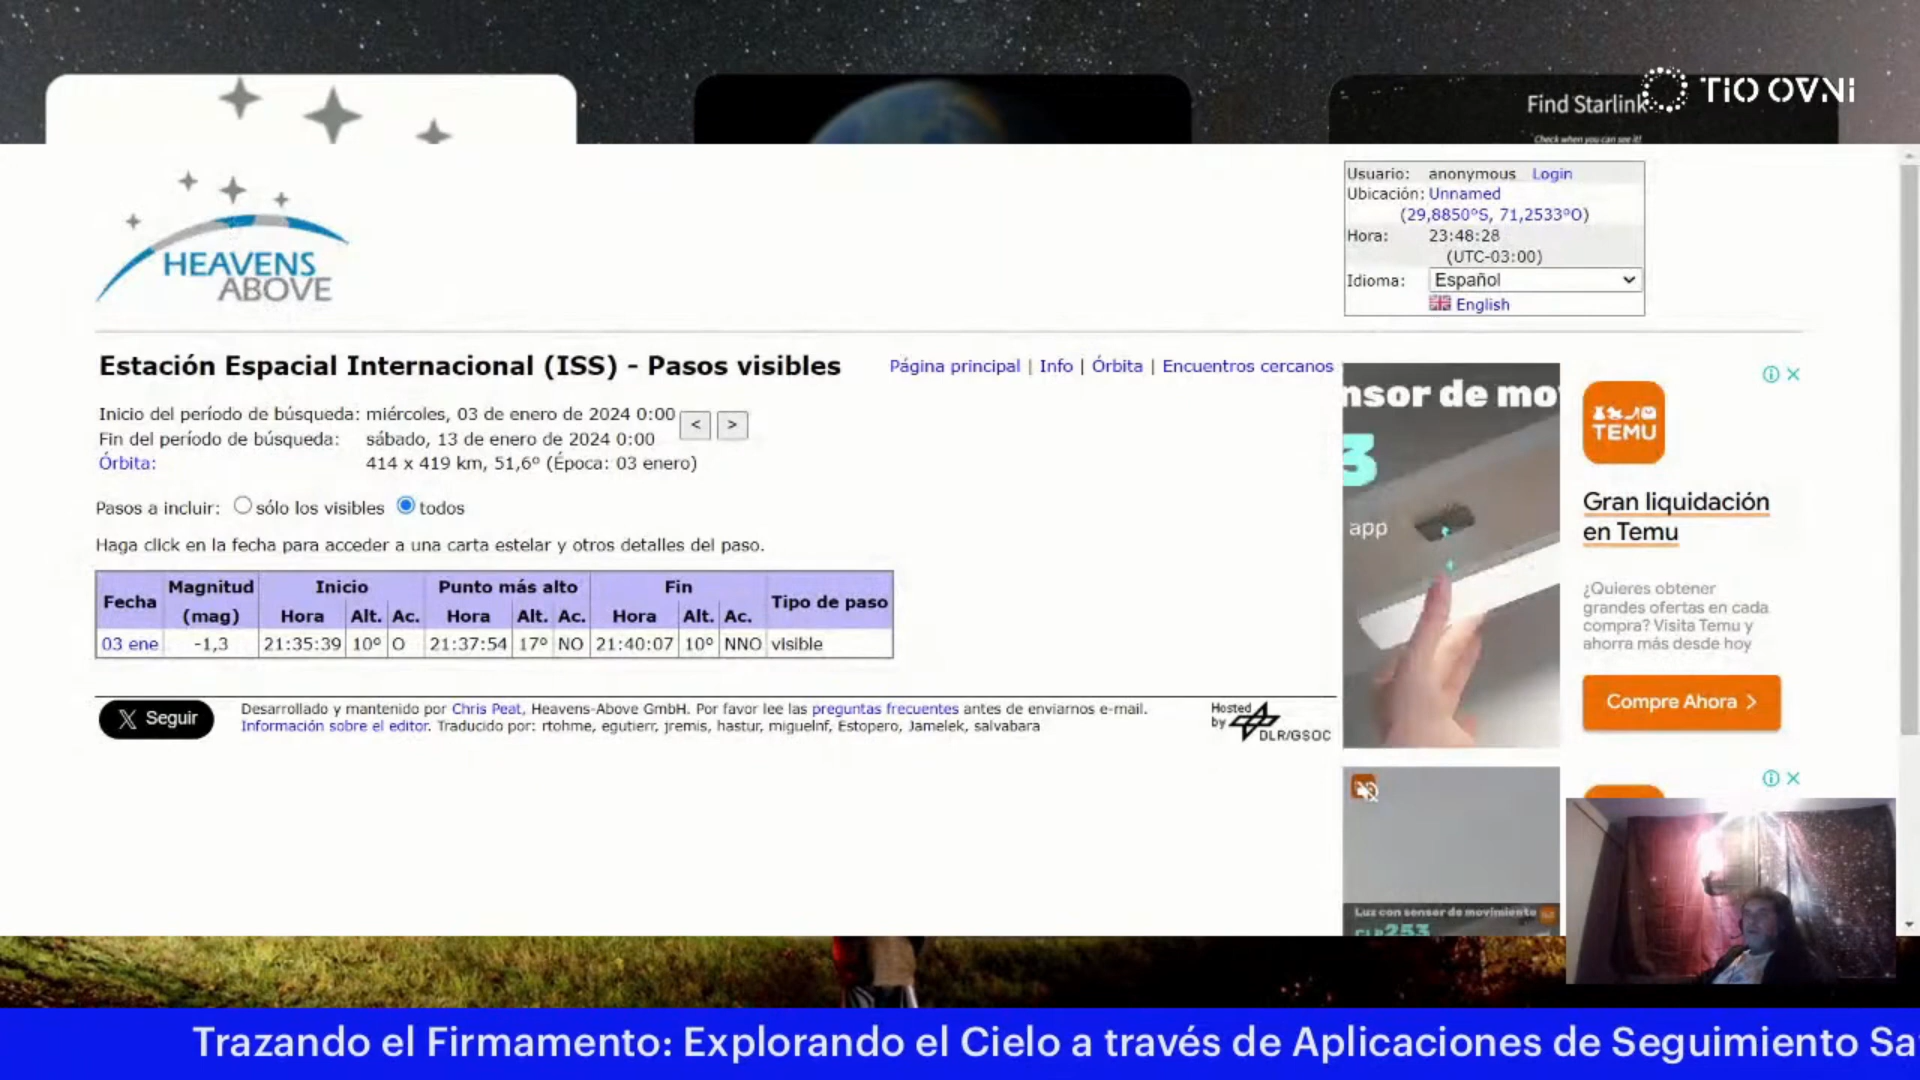 Find Starlink
Check when you can see it!
TIO OVNI
HEAVENS
ABOVE
Usuario: anonymous Login
Ubicación: Unnamed
(29,8850°S, 71,2533°O)
Hora: 23:48:28
(UTC-03:00)
Idioma: Español
English
Estación Espacial Internacional (ISS) - Pasos visibles
Página principal | Info | Órbita | Encuentros cercanos
Inicio del período de búsqueda: miércoles, 03 de enero de 2024 0:00
< >
Fin del período de búsqueda: sábado, 13 de enero de 2024 0:00
Órbita: 414 x 419 km, 51,6° (Época: 03 enero)
Pasos a incluir: sólo los visibles todos
Haga click en la fecha para acceder a una carta estelar y otros detalles del paso.
Fecha Magnitud Inicio Punto más alto Fin Tipo de paso
(mag) Hora Alt. Ac. Hora Alt. Ac. Hora Alt. Ac.
03 ene -1,3 21:35:39 10° O 21:37:54 17° NO 21:40:07 10° NNO visible
X Seguir
Desarrollado y mantenido por Chris Peat, Heavens-Above GmbH. Por favor lee las preguntas frecuentes antes de enviarnos e-mail.
Información sobre el editor. Traducido por: rtohme, egutierr, jremis, hastur, miguelnf, Estopero, Jamelek, salvabara
Hosted
by
DLR/GSOC
nsor de mo
3
app
TEMU
Gran liquidación
en Temu
¿Quieres obtener
grandes ofertas en cada
compra? Visita Temu y
ahorra más desde hoy
Compre Ahora >
Luz con sensor de movimiento
CLP253
Trazando el Firmamento: Explorando el Cielo a través de Aplicaciones de Seguimiento Sa